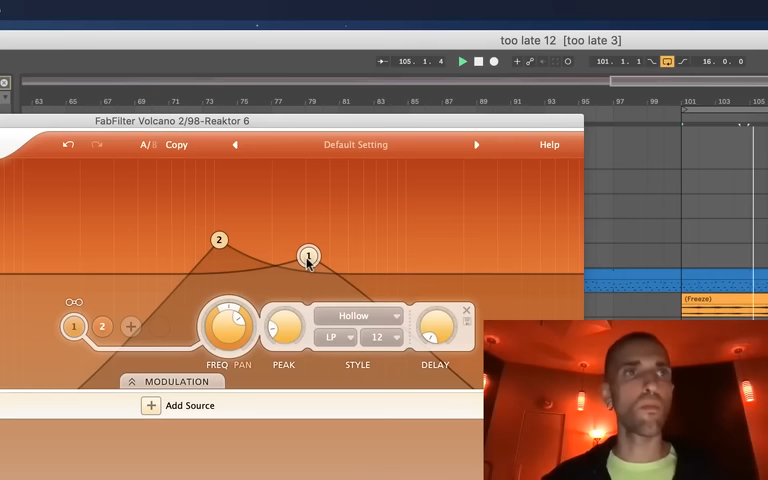 too late 12 [too late 3]
105. 1. 4
101. 1. 1
16. 0. 0
63 65 67 69 71 73 75 77 79 81 83 85 87 89 91 93 95 97 99 101 103 105
FabFilter Volcano 2/98-Reaktor 6
A/B Copy Default Setting Help
2
1
(Freeze)
1 2
Hollow
LP 12
FREQ PAN PEAK STYLE DELAY
MODULATION
Add Source